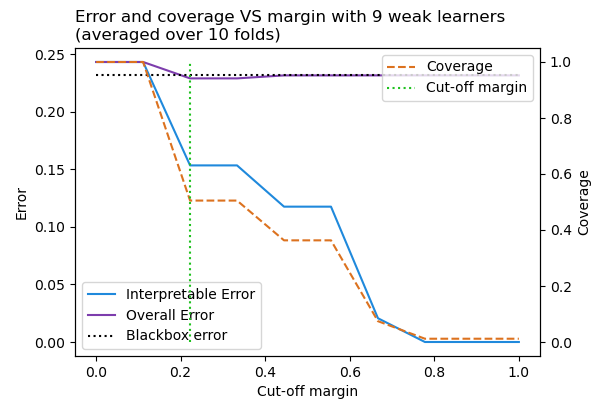 Error and coverage VS margin with 9 weak learners
(averaged over 10 folds)
0.25
0.20
0.15
0.10
0.05
0.00
Error
1.0
0.8
0.6
0.4
0.2
0.0
Coverage
Coverage
Cut-off margin
Interpretable Error
Overall Error
Blackbox error
0.0 0.2 0.4 0.6 0.8 1.0
Cut-off margin